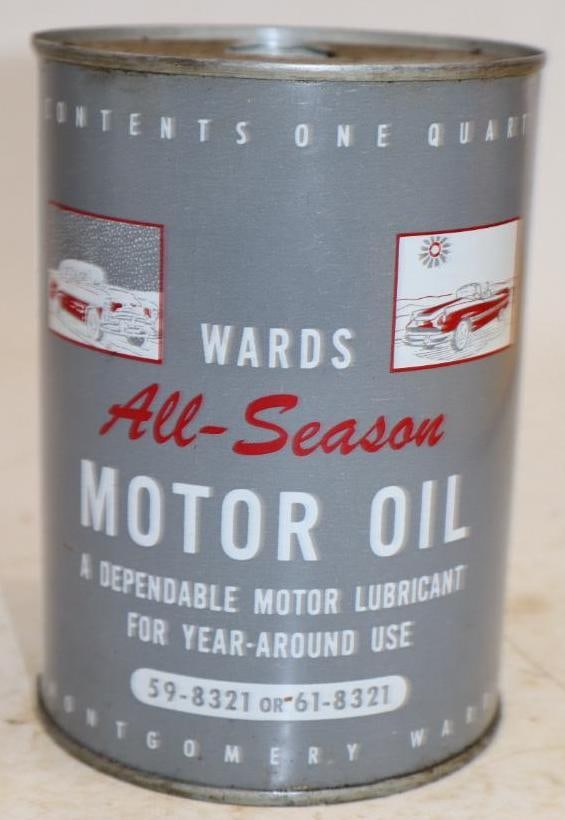 CONTENTS ONE QUART
WARDS
All-Season
MOTOR OIL
A DEPENDABLE MOTOR LUBRICANT
FOR YEAR-AROUND USE
59-8321 OR 61-8321
MONTGOMERY WARD